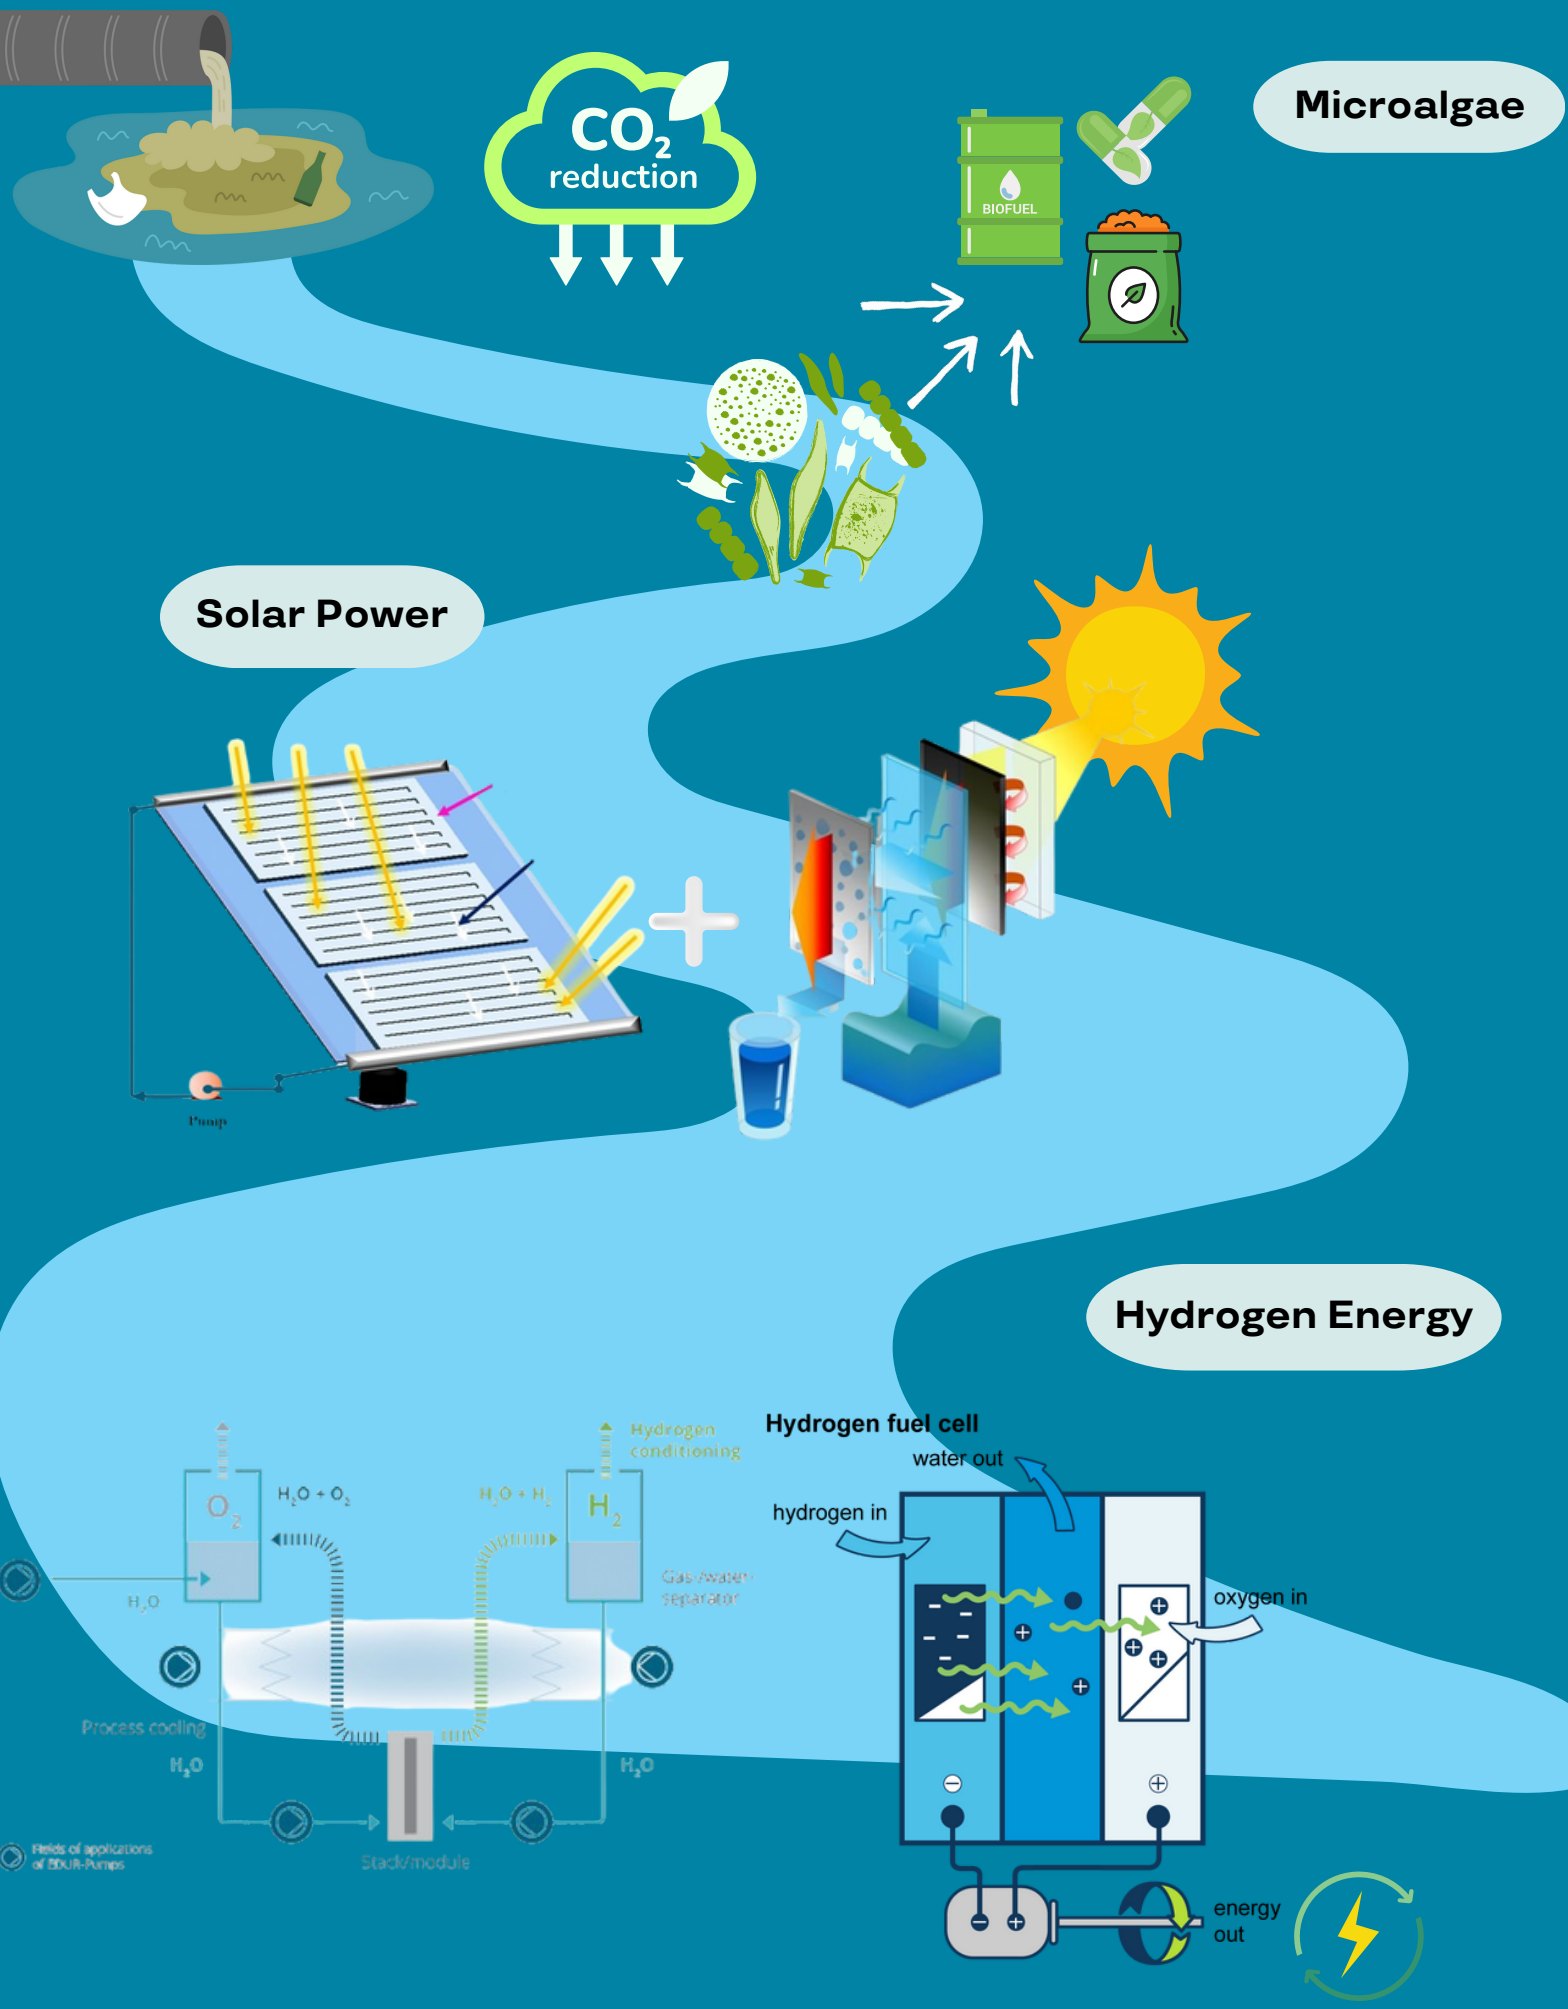 CO₂
reduction
Microalgae
BIOFUEL
Solar Power
Pump
Hydrogen Energy
Hydrogen
conditioning
O₂
H₂O + O₂
H₂O + H₂
H₂
H₂O
Gas-/water-
separator
Process cooling
H₂O
H₂O
Stack/module
Fields of applications
of EDUR-Pumps
Hydrogen fuel cell
water out
hydrogen in
oxygen in
energy
out